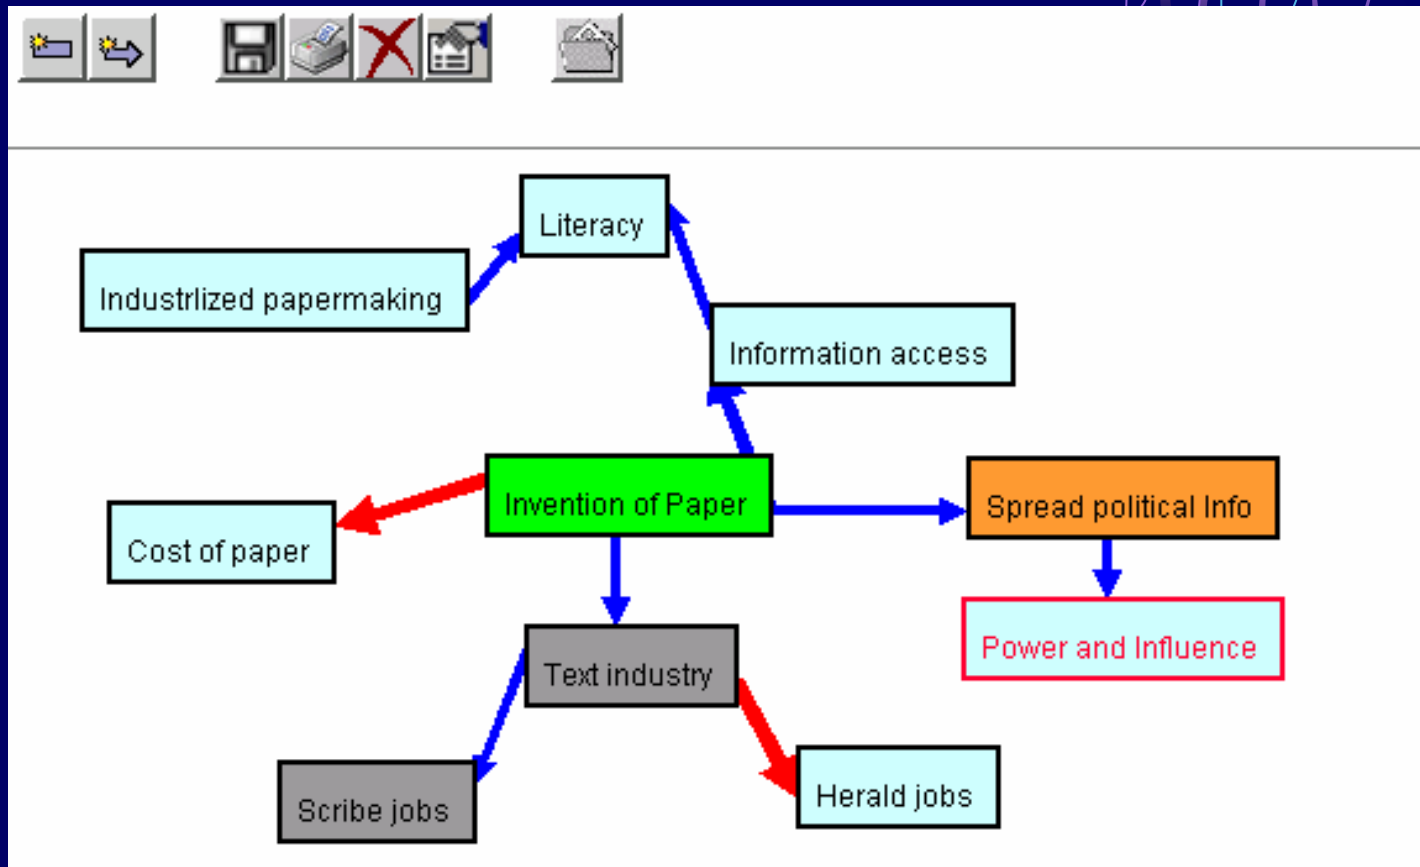 Literacy
Industrlized papermaking
Information access
Invention of Paper
Spread political Info
Cost of paper
Power and Influence
Text industry
Herald jobs
Scribe jobs